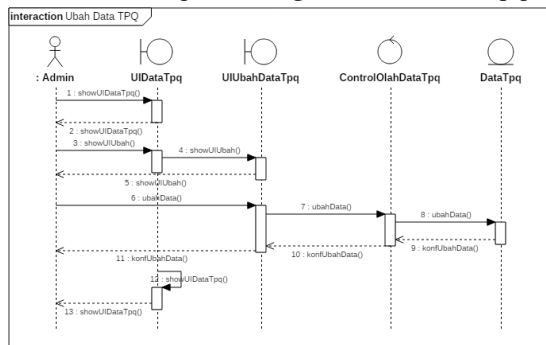 interaction Ubah Data TPQ
: Admin
UIDataTpq
UIUbahDataTpq
ControlOlahDataTpq
DataTpq
1 : showUIDataTpq()
2 : showUIDataTpq()
3 : showUIUbah()
4 : showUIUbah()
5 : showUIUbah()
6 : ubahData()
7 : ubahData()
8 : ubahData()
9 : konfUbahData()
10 : konfUbahData()
11 : konfUbahData()
12 : showUIDataTpq()
13 : showUIDataTpq()